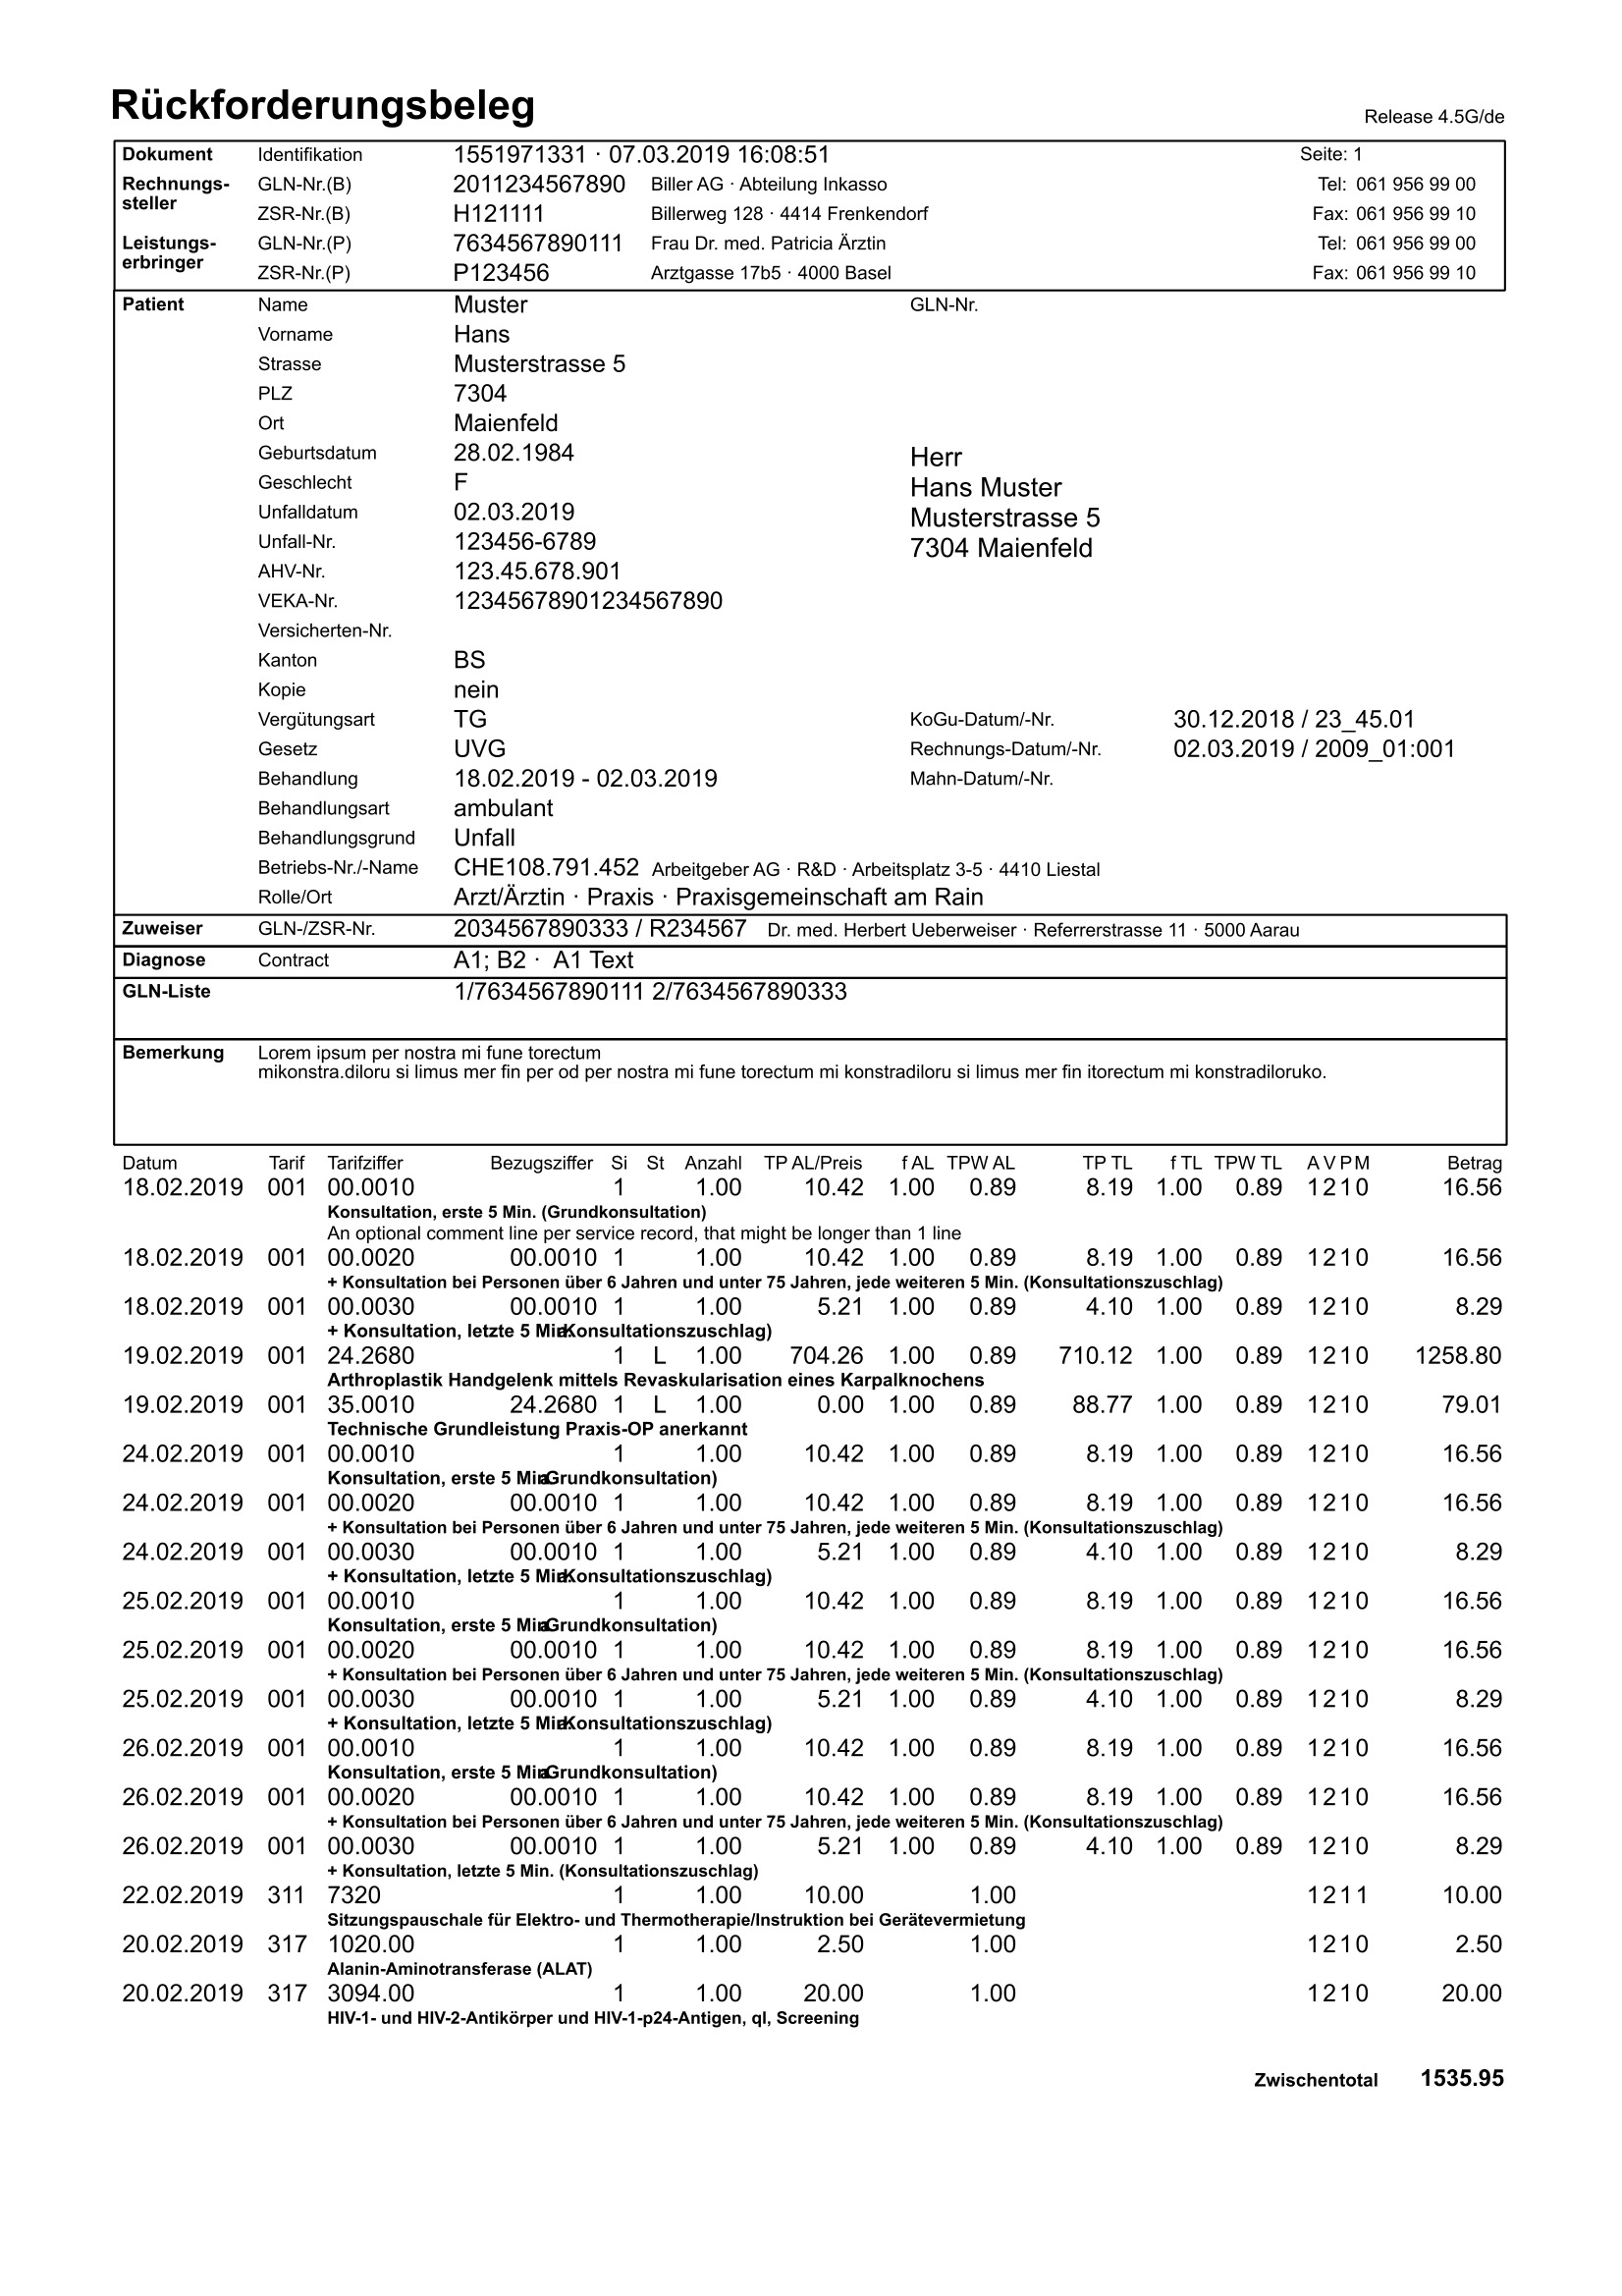 Rückforderungsbeleg
Release 4.5G/de
Dokument Identifikation 1551971331 · 07.03.2019 16:08:51 Seite: 1
Rechnungs-steller GLN-Nr.(B) 2011234567890 Biller AG · Abteilung Inkasso Tel: 061 956 99 00
ZSR-Nr.(B) H121111 Billerweg 128 · 4414 Frenkendorf Fax: 061 956 99 10
Leistungs-erbringer GLN-Nr.(P) 7634567890111 Frau Dr. med. Patricia Ärztin Tel: 061 956 99 00
ZSR-Nr.(P) P123456 Arztgasse 17b5 · 4000 Basel Fax: 061 956 99 10
Patient Name Muster GLN-Nr.
Vorname Hans
Strasse Musterstrasse 5
PLZ 7304
Ort Maienfeld
Geburtsdatum 28.02.1984 Herr
Geschlecht F Hans Muster
Unfalldatum 02.03.2019 Musterstrasse 5
Unfall-Nr. 123456-6789 7304 Maienfeld
AHV-Nr. 123.45.678.901
VEKA-Nr. 12345678901234567890
Versicherten-Nr.
Kanton BS
Kopie nein
Vergütungsart TG KoGu-Datum/-Nr. 30.12.2018 / 23_45.01
Gesetz UVG Rechnungs-Datum/-Nr. 02.03.2019 / 2009_01:001
Behandlung 18.02.2019 - 02.03.2019 Mahn-Datum/-Nr.
Behandlungsart ambulant
Behandlungsgrund Unfall
Betriebs-Nr./-Name CHE108.791.452 Arbeitgeber AG · R&D · Arbeitsplatz 3-5 · 4410 Liestal
Rolle/Ort Arzt/Ärztin · Praxis · Praxisgemeinschaft am Rain
Zuweiser GLN-/ZSR-Nr. 2034567890333 / R234567 Dr. med. Herbert Ueberweiser · Referrerstrasse 11 · 5000 Aarau
Diagnose Contract A1; B2 · A1 Text
GLN-Liste 1/7634567890111 2/7634567890333
Bemerkung Lorem ipsum per nostra mi fune torectum
mikonstra.diloru si limus mer fin per od per nostra mi fune torectum mi konstradiloru si limus mer fin itorectum mi konstradiloruko.
Datum Tarif Tarifziffer Bezugsziffer Si St Anzahl TP AL/Preis f AL TPW AL TP TL f TL TPW TL A V P M Betrag
18.02.2019 001 00.0010 1 1.00 10.42 1.00 0.89 8.19 1.00 0.89 1 2 1 0 16.56
Konsultation, erste 5 Min. (Grundkonsultation)
An optional comment line per service record, that might be longer than 1 line
18.02.2019 001 00.0020 00.0010 1 1.00 10.42 1.00 0.89 8.19 1.00 0.89 1 2 1 0 16.56
+ Konsultation bei Personen über 6 Jahren und unter 75 Jahren, jede weiteren 5 Min. (Konsultationszuschlag)
18.02.2019 001 00.0030 00.0010 1 1.00 5.21 1.00 0.89 4.10 1.00 0.89 1 2 1 0 8.29
+ Konsultation, letzte 5 Min. Konsultationszuschlag)
19.02.2019 001 24.2680 1 L 1.00 704.26 1.00 0.89 710.12 1.00 0.89 1 2 1 0 1258.80
Arthroplastik Handgelenk mittels Revaskularisation eines Karpalknochens
19.02.2019 001 35.0010 24.2680 1 L 1.00 0.00 1.00 0.89 88.77 1.00 0.89 1 2 1 0 79.01
Technische Grundleistung Praxis-OP anerkannt
24.02.2019 001 00.0010 1 1.00 10.42 1.00 0.89 8.19 1.00 0.89 1 2 1 0 16.56
Konsultation, erste 5 Min. Grundkonsultation)
24.02.2019 001 00.0020 00.0010 1 1.00 10.42 1.00 0.89 8.19 1.00 0.89 1 2 1 0 16.56
+ Konsultation bei Personen über 6 Jahren und unter 75 Jahren, jede weiteren 5 Min. (Konsultationszuschlag)
24.02.2019 001 00.0030 00.0010 1 1.00 5.21 1.00 0.89 4.10 1.00 0.89 1 2 1 0 8.29
+ Konsultation, letzte 5 Min. Konsultationszuschlag)
25.02.2019 001 00.0010 1 1.00 10.42 1.00 0.89 8.19 1.00 0.89 1 2 1 0 16.56
Konsultation, erste 5 Min. Grundkonsultation)
25.02.2019 001 00.0020 00.0010 1 1.00 10.42 1.00 0.89 8.19 1.00 0.89 1 2 1 0 16.56
+ Konsultation bei Personen über 6 Jahren und unter 75 Jahren, jede weiteren 5 Min. (Konsultationszuschlag)
25.02.2019 001 00.0030 00.0010 1 1.00 5.21 1.00 0.89 4.10 1.00 0.89 1 2 1 0 8.29
+ Konsultation, letzte 5 Min. Konsultationszuschlag)
26.02.2019 001 00.0010 1 1.00 10.42 1.00 0.89 8.19 1.00 0.89 1 2 1 0 16.56
Konsultation, erste 5 Min. Grundkonsultation)
26.02.2019 001 00.0020 00.0010 1 1.00 10.42 1.00 0.89 8.19 1.00 0.89 1 2 1 0 16.56
+ Konsultation bei Personen über 6 Jahren und unter 75 Jahren, jede weiteren 5 Min. (Konsultationszuschlag)
26.02.2019 001 00.0030 00.0010 1 1.00 5.21 1.00 0.89 4.10 1.00 0.89 1 2 1 0 8.29
+ Konsultation, letzte 5 Min. (Konsultationszuschlag)
22.02.2019 311 7320 1 1.00 10.00 1.00 1 2 1 1 10.00
Sitzungspauschale für Elektro- und Thermotherapie/Instruktion bei Gerätevermietung
20.02.2019 317 1020.00 1 1.00 2.50 1.00 1 2 1 0 2.50
Alanin-Aminotransferase (ALAT)
20.02.2019 317 3094.00 1 1.00 20.00 1.00 1 2 1 0 20.00
HIV-1- und HIV-2-Antikörper und HIV-1-p24-Antigen, ql, Screening
Zwischentotal 1535.95